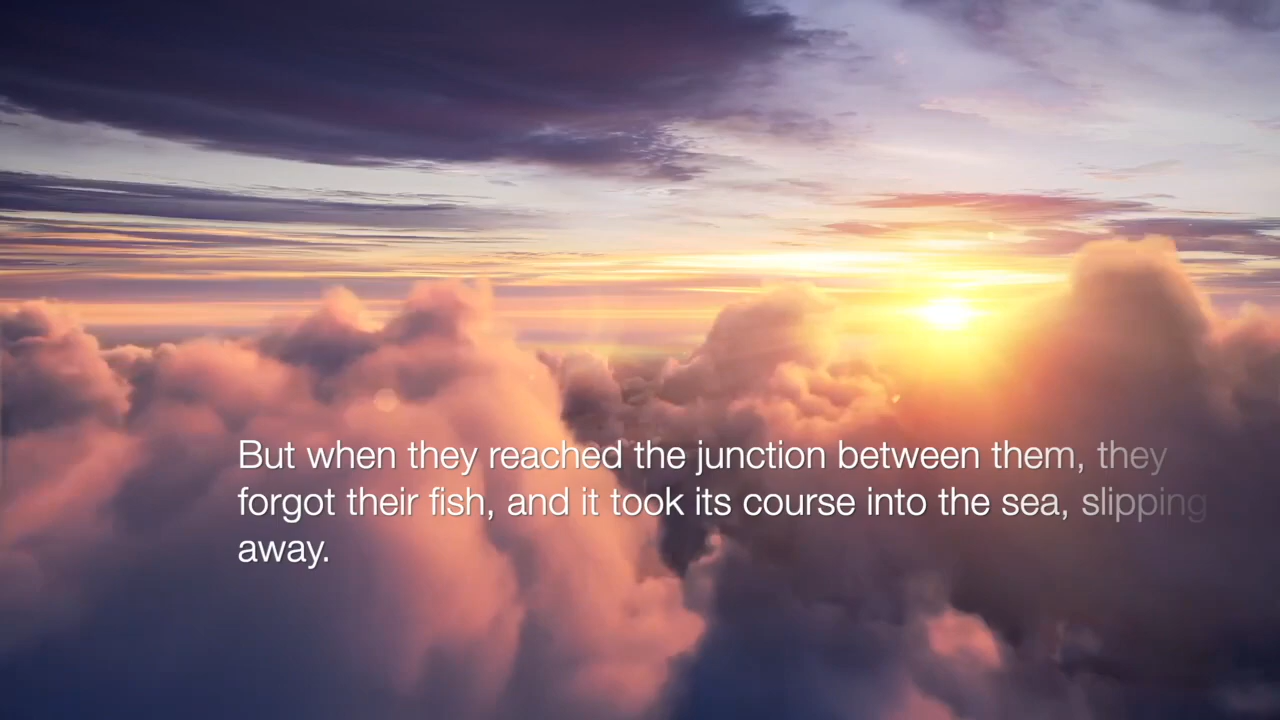 But when they reached the junction between them, they
forgot their fish, and it took its course into the sea, slipping
away.